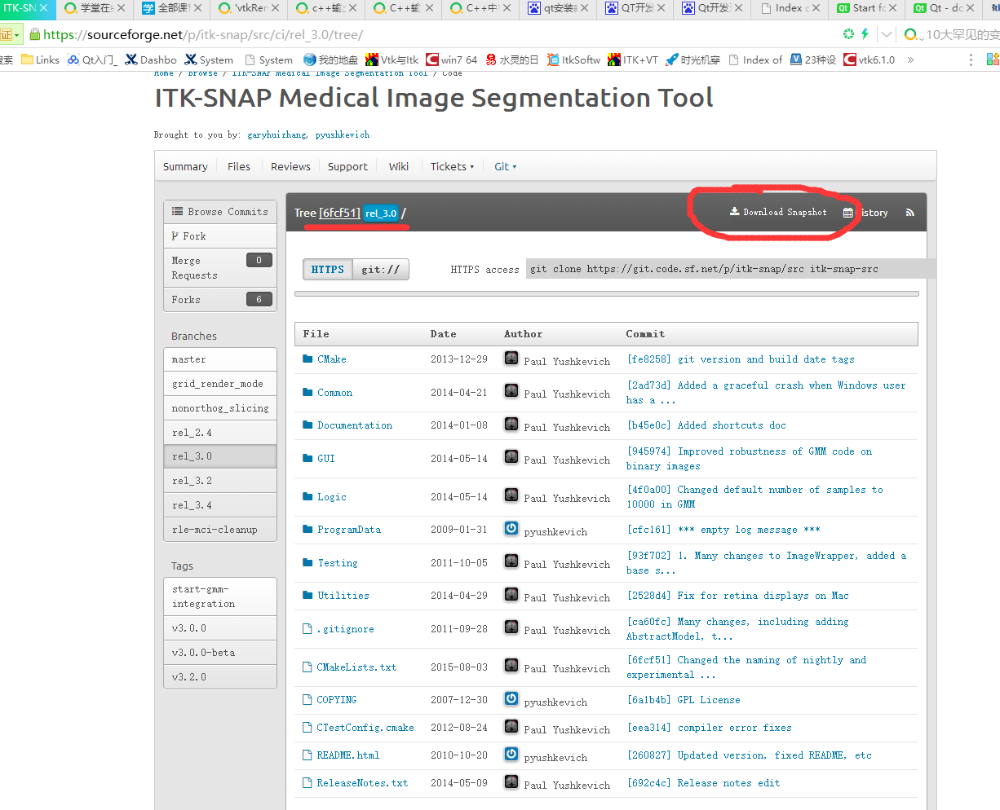 ITK-SN
学堂在
全部课
'vtkRer
c++输
C++输
C++中
qt安装
QT开发
Qt开发
Index c
Start fo
Qt - do
证 https://sourceforge.net/p/itk-snap/src/ci/rel_3.0/tree/ 10大罕见的变
搜索 Links Qt入门_ Dashbo System System 我的地盘 Vtk与Itk win7 64 水灵的日 ItkSoftw ITK+VT 时光机穿 Index of 23种设 vtk6.1.0 »
Home / Browse / ITK-SNAP Medical Image Segmentation Tool / Code
ITK-SNAP Medical Image Segmentation Tool
Brought to you by: garyhuizhang, pyushkevich
Summary Files Reviews Support Wiki Tickets Git
Browse Commits
Fork
Merge Requests 0
Forks 6
Branches
master
grid_render_mode
nonorthog_slicing
rel_2.4
rel_3.0
rel_3.2
rel_3.4
rle-mci-cleanup
Tags
start-gmm-
integration
v3.0.0
v3.0.0-beta
v3.2.0
Tree [6fcf51] rel_3.0 / Download Snapshot History
HTTPS git:// HTTPS access git clone https://git.code.sf.net/p/itk-snap/src itk-snap-src
File Date Author Commit
CMake 2013-12-29 Paul Yushkevich [fe8258] git version and build date tags
Common 2014-04-21 Paul Yushkevich [2ad73d] Added a graceful crash when Windows user
has a ...
Documentation 2014-01-08 Paul Yushkevich [b45e0c] Added shortcuts doc
GUI 2014-05-14 Paul Yushkevich [945974] Improved robustness of GMM code on
binary images
Logic 2014-05-14 Paul Yushkevich [4f0a00] Changed default number of samples to
10000 in GMM
ProgramData 2009-01-31 pyushkevich [cfc161] *** empty log message ***
Testing 2011-10-05 Paul Yushkevich [93f702] 1. Many changes to ImageWrapper, added a
base s...
Utilities 2014-04-29 Paul Yushkevich [2528d4] Fix for retina displays on Mac
.gitignore 2011-09-28 Paul Yushkevich [ca60fc] Many changes, including adding
AbstractModel, t...
CMakeLists.txt 2015-08-03 Paul Yushkevich [6fcf51] Changed the naming of nightly and
experimental ...
COPYING 2007-12-30 pyushkevich [6a1b4b] GPL License
CTestConfig.cmake 2012-08-24 Paul Yushkevich [eea314] compiler error fixes
README.html 2010-10-20 pyushkevich [260827] Updated version, fixed README, etc
ReleaseNotes.txt 2014-05-09 Paul Yushkevich [692c4c] Release notes edit